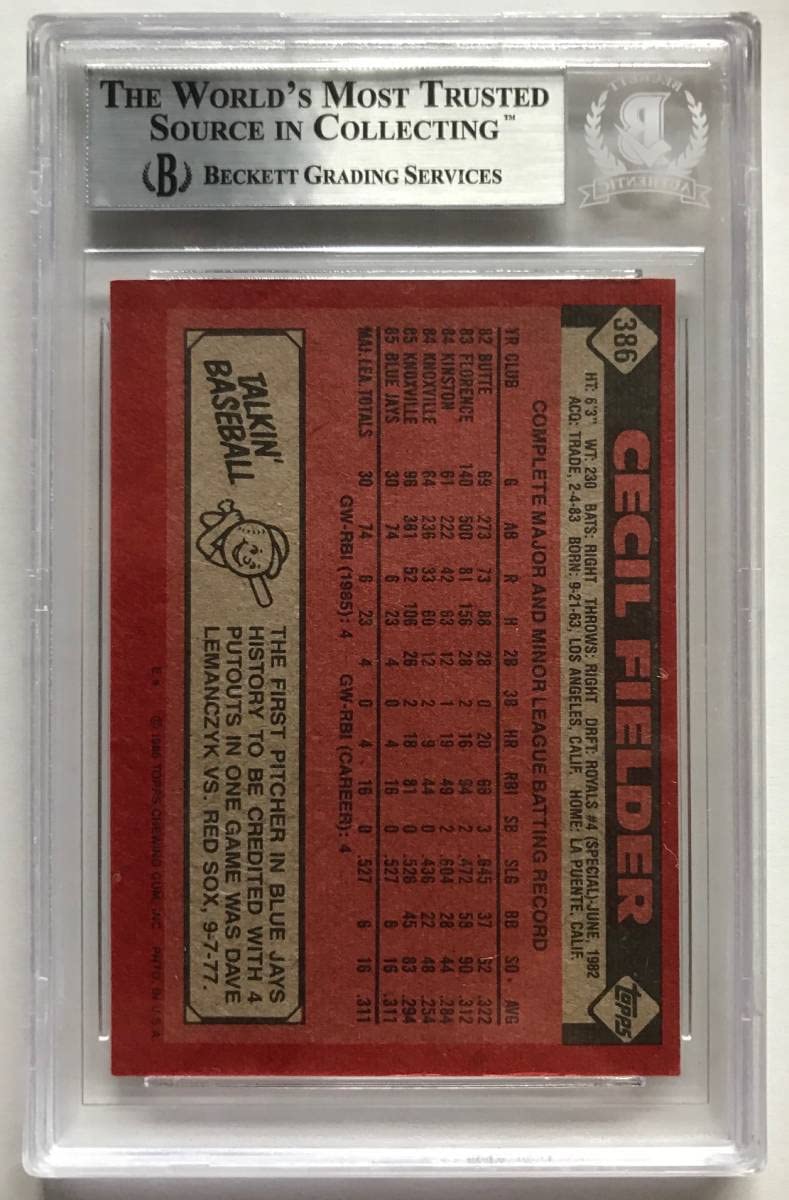 THE WORLD'S MOST TRUSTED
SOURCE IN COLLECTING™
B BECKETT GRADING SERVICES
BECKETT
B
AUTHENTIC
386
CECIL FIELDER
topps
HT: 6'3" WT: 230 BATS: RIGHT THROWS: RIGHT DRFT: ROYALS #4 (SPECIAL)-JUNE, 1982
ACQ: TRADE, 2-4-83 BORN: 9-21-63, LOS ANGELES, CALIF. HOME: LA PUENTE, CALIF.
COMPLETE MAJOR AND MINOR LEAGUE BATTING RECORD
YR CLUB G AB R H 2B 3B HR RBI SB SLG BB SO AVG
82 BUTTE 69 273 73 88 28 0 20 68 3 .645 37 52 .322
83 FLORENCE 140 500 81 156 28 2 16 94 2 .472 58 90 .312
84 KINSTON 61 222 42 63 12 1 19 49 2 .604 28 44 .284
84 KNOXVILLE 64 236 33 60 12 2 9 44 0 .436 22 48 .254
85 KNOXVILLE 96 361 52 106 26 2 18 81 0 .526 45 83 .294
85 BLUE JAYS 30 74 6 23 4 0 4 16 0 .527 6 16 .311
MAJ. LEA. TOTALS 30 74 6 23 4 0 4 16 0 .527 6 16 .311
GW-RBI (1985): 4 GW-RBI (CAREER): 4
TALKIN'
BASEBALL
THE FIRST PITCHER IN BLUE JAYS
HISTORY TO BE CREDITED WITH 4
PUTOUTS IN ONE GAME WAS DAVE
LEMANCZYK VS. RED SOX, 9-7-77.
E* © 1986 TOPPS CHEWING GUM, INC. PRTD. IN U.S.A.